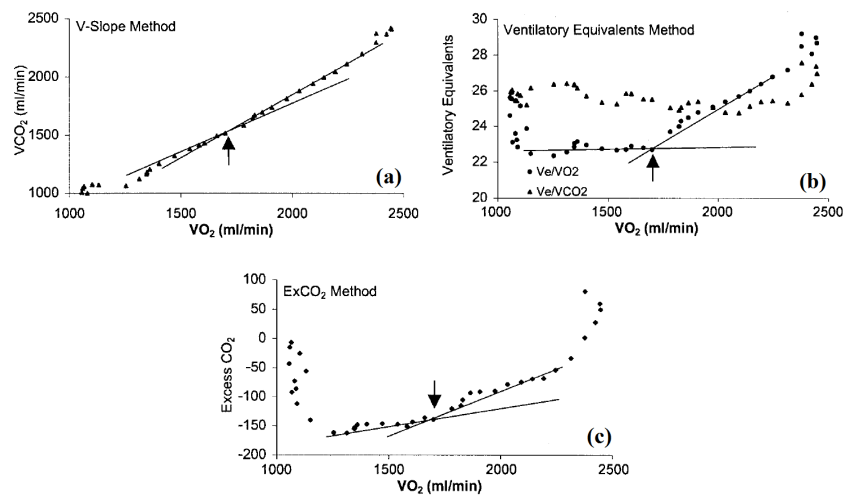 V-Slope Method
2500
2000
1500
1000
VCO2 (ml/min)
1000 1500 2000 2500
VO2 (ml/min)
(a)
Ventilatory Equivalents Method
30
28
26
24
22
20
Ventilatory Equivalents
Ve/VO2
Ve/VCO2
1000 1500 2000 2500
VO2 (ml/min)
(b)
ExCO2 Method
100
50
0
-50
-100
-150
-200
Excess CO2
1000 1500 2000 2500
VO2 (ml/min)
(c)